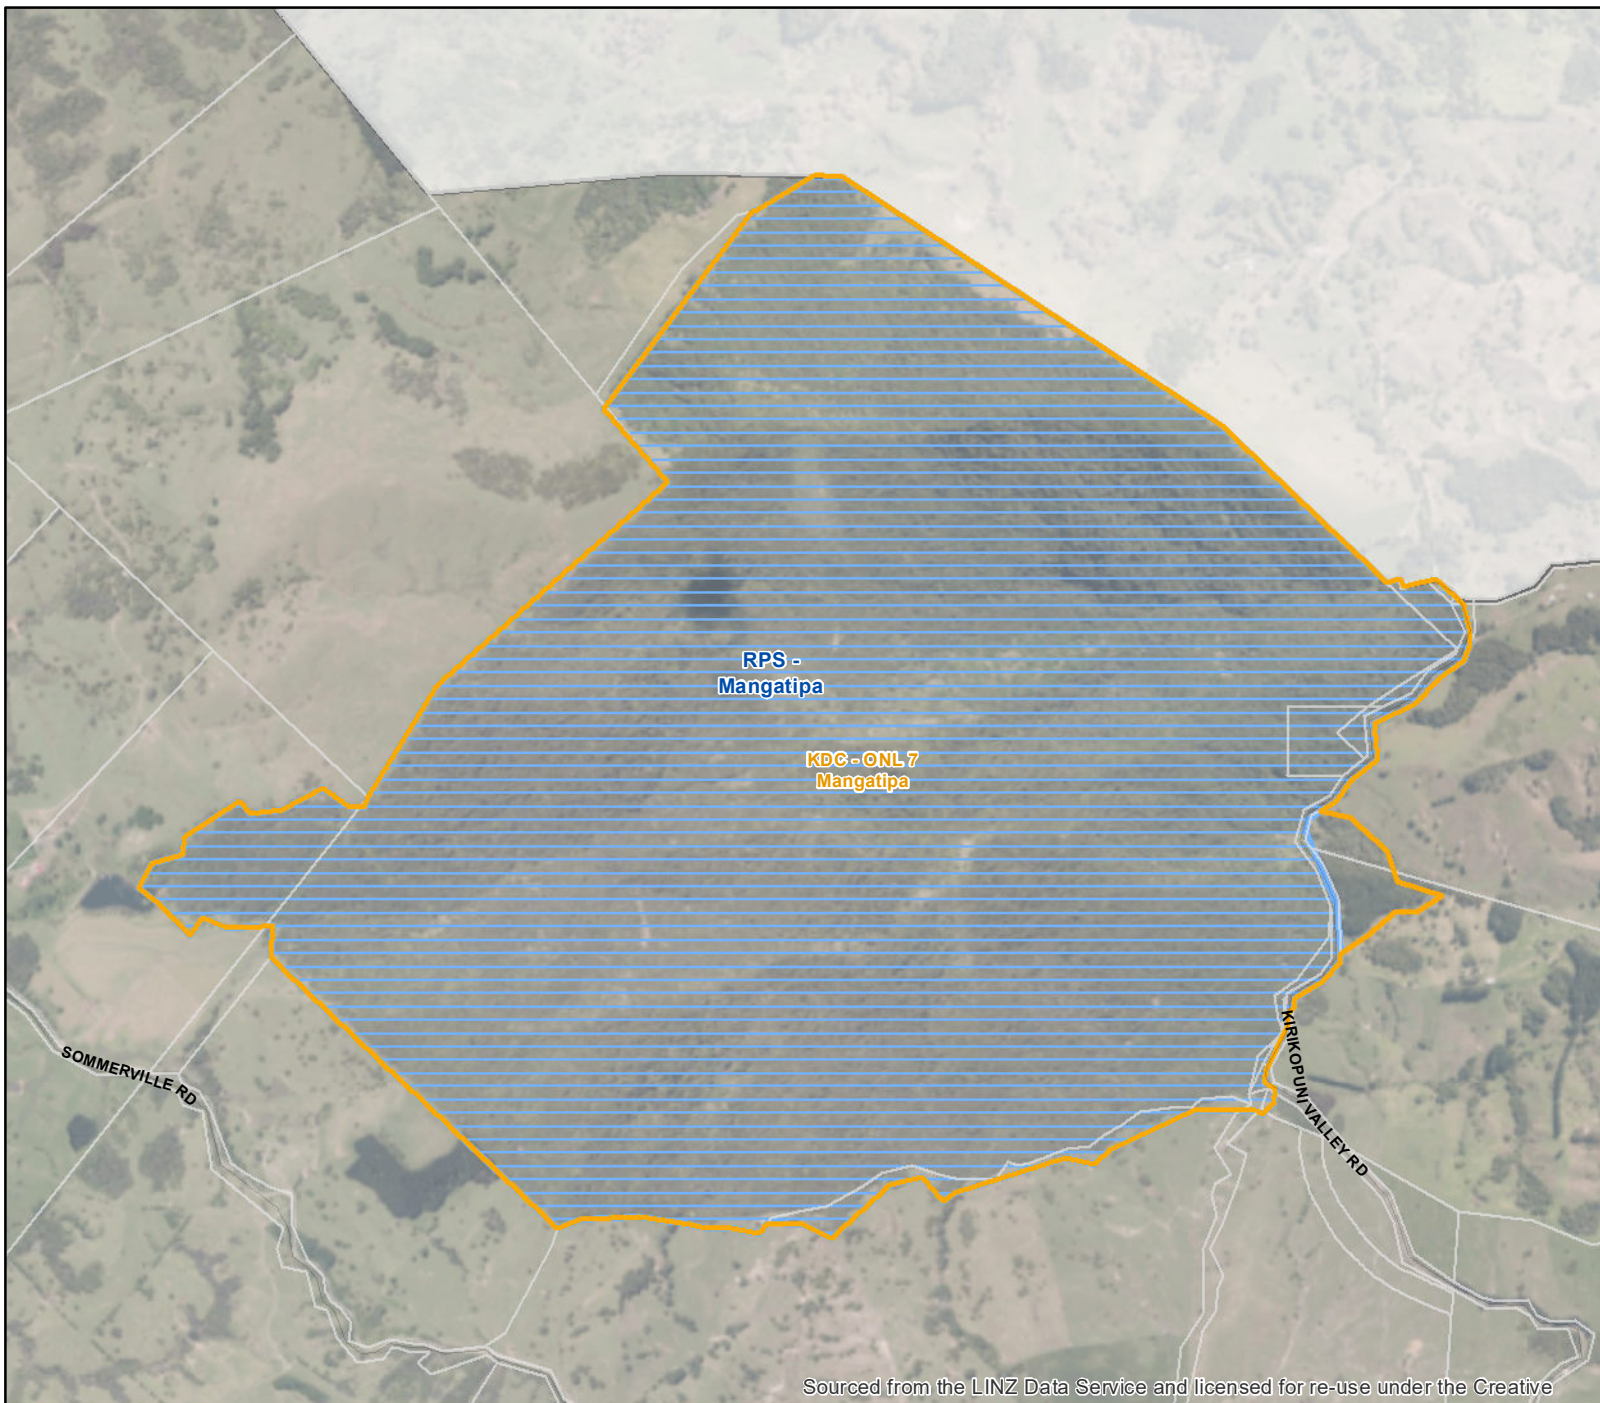 RPS -
Mangatipa
KDC - ONL 7
Mangatipa
SOMMERVILLE RD
KIRIKOPUNI VALLEY RD
Sourced from the LINZ Data Service and licensed for re-use under the Creative